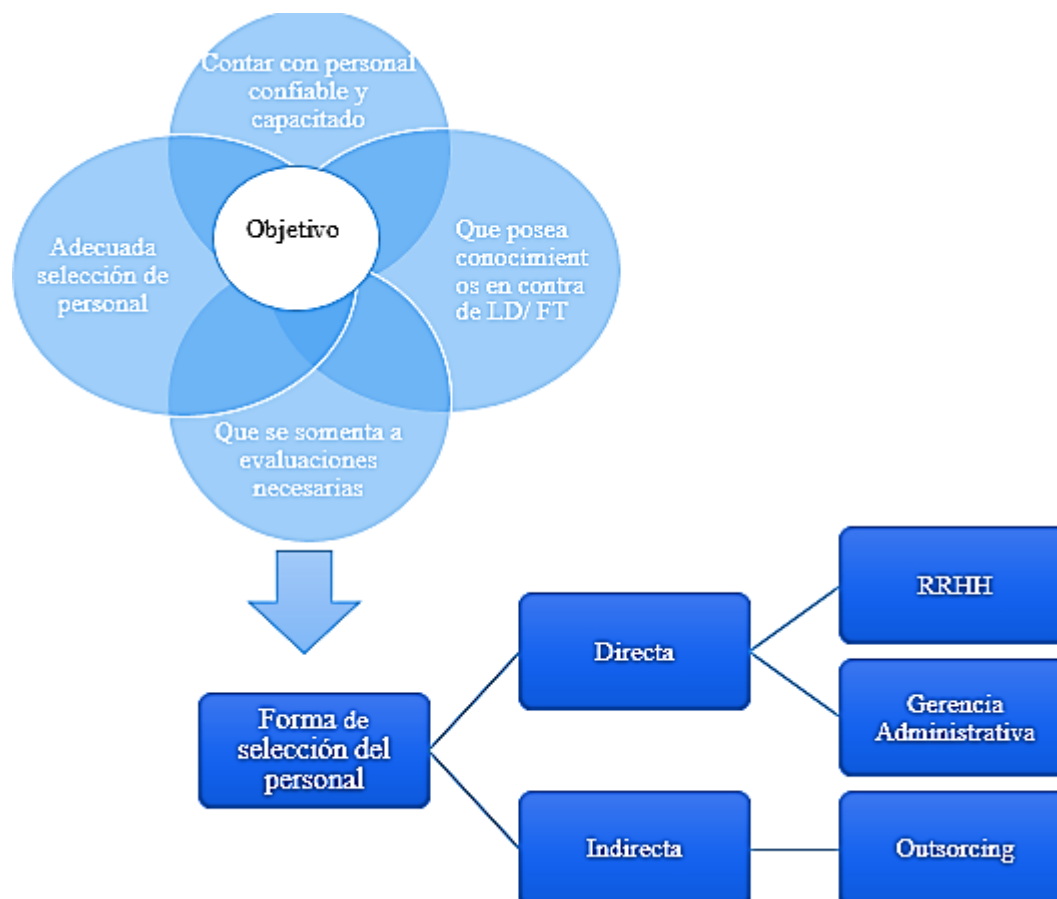 Contar con personal
confiable y
capacitado
Objetivo
Adecuada
selección de
personal
Que posea
conocimient
os en contra
de LD/ FT
Que se somenta a
evaluaciones
necesarias
Forma de
selección del
personal
Directa
RRHH
Gerencia
Administrativa
Indirecta
Outsorcing